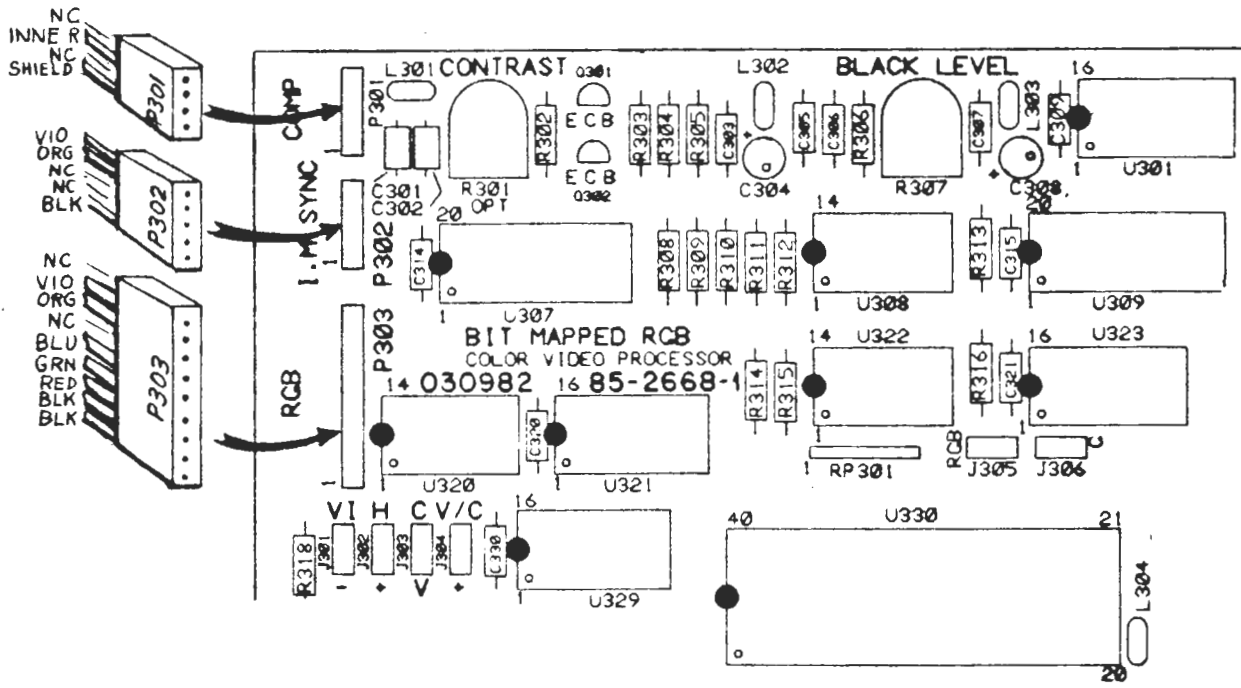 NC
INNER
NC
SHIELD
P301
VIO
ORG
NC
NC
BLK
P302
NC
VIO
ORG
NC
BLU
GRN
RED
BLK
BLK
P303
COMP
1
P301
L301
CONTRAST
C301
C302
R301
OPT
R302
Q301
E C B
E C B
Q302
R303
R304
R305
C303
L302
+
C304
C305
C306
R306
BLACK LEVEL
R307
C307
L303
+
C308
C309
16
1
U301
I.M. SYNC
1
P302
C314
20
1
U307
R308
R309
R310
R311
R312
14
1
U308
R313
C315
20
1
U309
RGB
1
P303
BIT MAPPED RGB
COLOR VIDEO PROCESSOR
030982
85-2668-1
14
1
U320
C320
16
1
U321
R314
R315
14
1
U322
R316
C321
16
1
U323
1
RP301
RGB
J305
J306
C
R318
VI H C V/C
J301
J302
J303
J304
- + V +
C330
16
1
U329
40
U330
21
20
L304